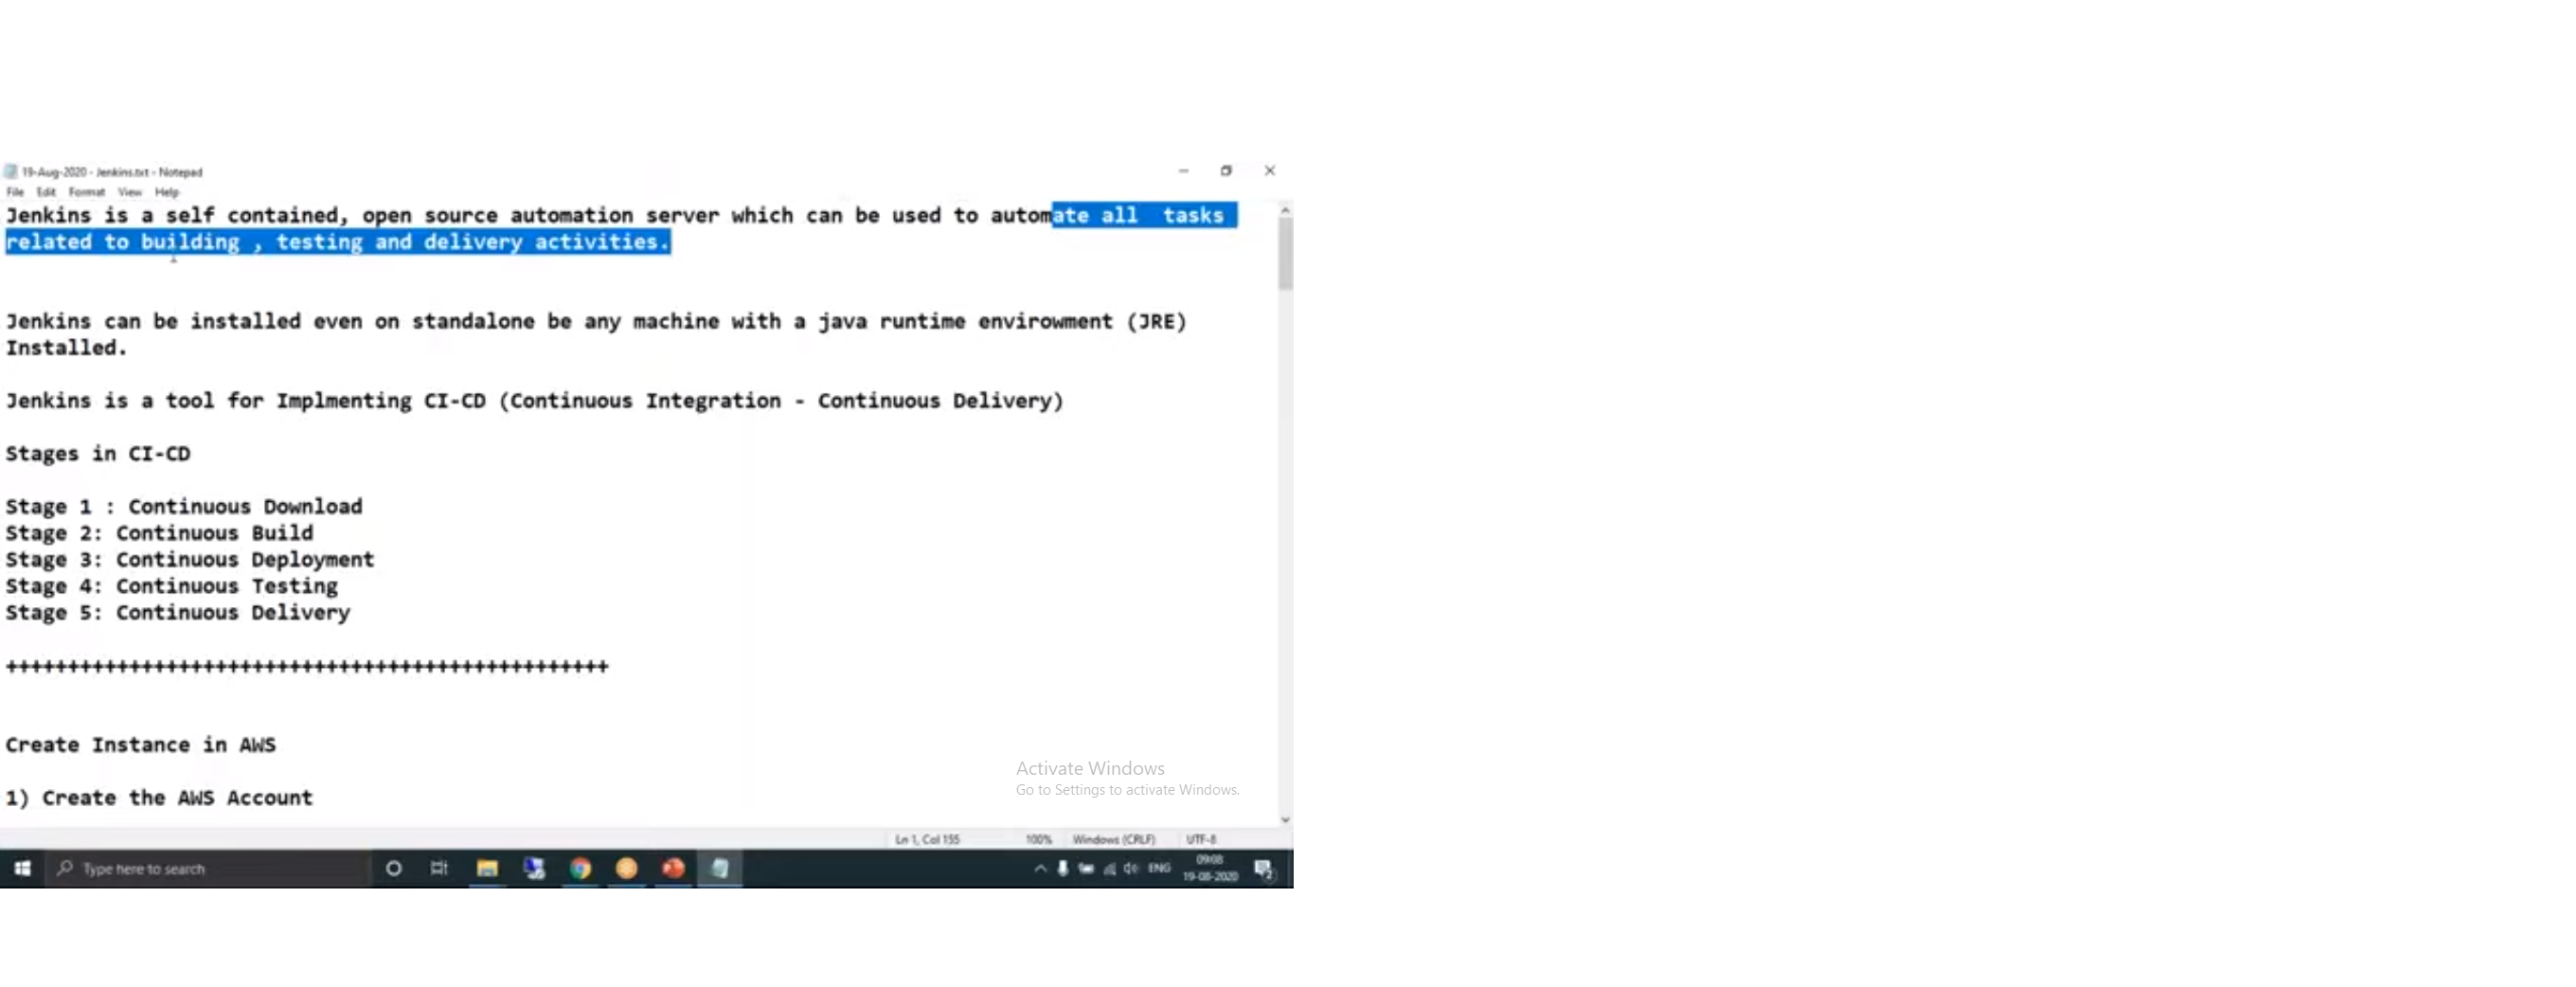 19-Aug-2020 - Jenkins.txt - Notepad
File Edit Format View Help
Jenkins is a self contained, open source automation server which can be used to automate all  tasks
related to building , testing and delivery activities.
Jenkins can be installed even on standalone be any machine with a java runtime envirowment (JRE)
Installed.
Jenkins is a tool for Implmenting CI-CD (Continuous Integration - Continuous Delivery)
Stages in CI-CD
Stage 1 : Continuous Download
Stage 2: Continuous Build
Stage 3: Continuous Deployment
Stage 4: Continuous Testing
Stage 5: Continuous Delivery
+++++++++++++++++++++++++++++++++++++++++++++++++
Create Instance in AWS
1) Create the AWS Account
Activate Windows
Go to Settings to activate Windows.
Ln 1, Col 155 100% Windows (CRLF) UTF-8
Type here to search ENG 09:08
19-08-2020 2